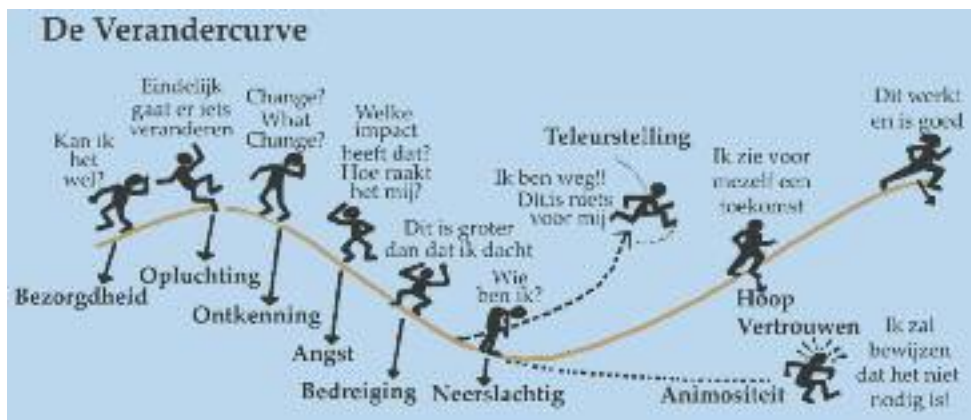 De Verandercurve
Kan ik
het
wel?
Bezorgdheid
Eindelijk
gaat er iets
veranderen
Opluchting
Change?
What
Change?
Ontkenning
Welke
impact
heeft dat?
Hoe raakt
het mij?
Angst
Dit is groter
dan dat ik dacht
Bedreiging
Wie
ben ik?
Neerslachtig
Teleurstelling
Ik ben weg!!
Dit is niets
voor mij
Ik zie voor
mezelf een
toekomst
Hoop
Vertrouwen
Dit werkt
en is goed
Animositeit
Ik zal
bewijzen
dat het niet
nodig is!